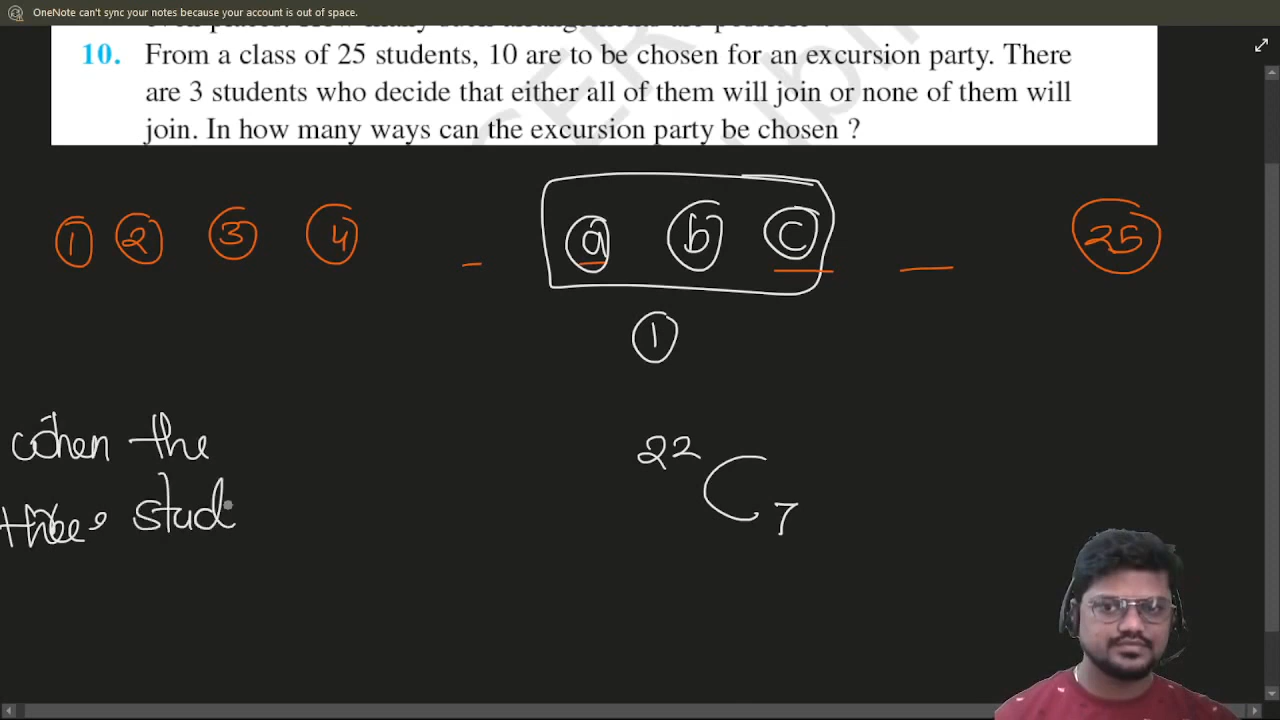 OneNote can't sync your notes because your account is out of space.
10. From a class of 25 students, 10 are to be chosen for an excursion party. There
are 3 students who decide that either all of them will join or none of them will
join. In how many ways can the excursion party be chosen ?
1 2 3 4 – a b c – 25
1
22 C 7
when the
three stud